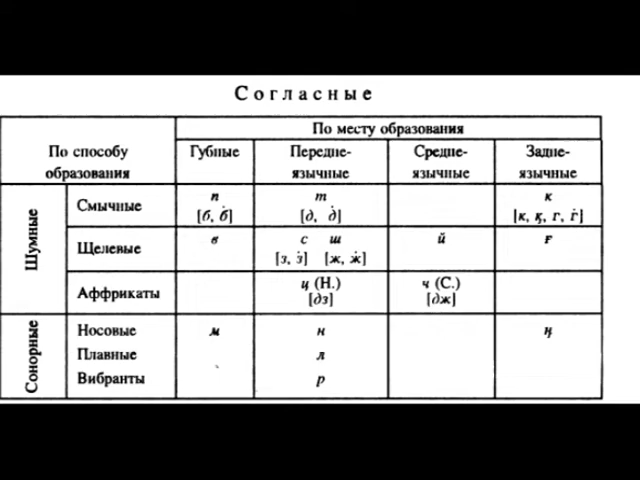 Согласные
По способу образования
По месту образования
Губные Передне-язычные Средне-язычные Задне-язычные
Шумные
Смычные п т к
[б, б̇] [д, д̇] [к, қ, г, г̇]
Щелевые в с ш й ғ
[з, з̇] [ж, ж̇]
Аффрикаты ц (Н.) ч (С.)
[дз] [дж]
Сонорные
Носовые м н ң
Плавные л
Вибранты р